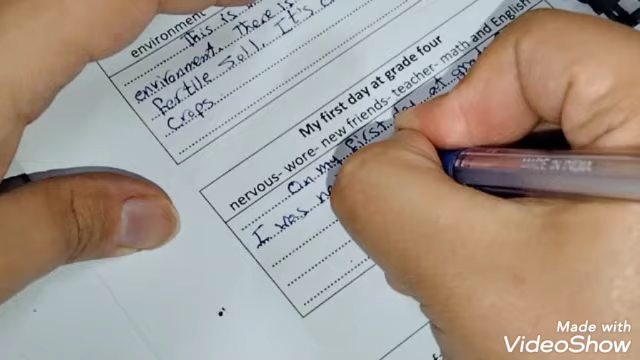 environment
This is
environment. There is
fertile soil. It's
crops
My first day at grade four
nervous- wore- new friends- teacher- math and English
On my first day at
I was
MADE IN INDIA
Made with
VideoShow